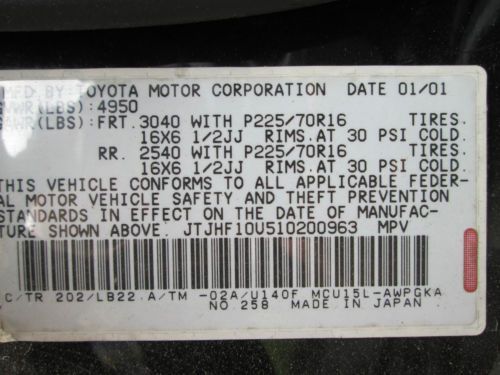 MFD. BY: TOYOTA MOTOR CORPORATION DATE 01/01
GVWR(LBS): 4950
GAWR(LBS): FRT. 3040 WITH P225/70R16 TIRES.
16X6 1/2JJ RIMS.AT 30 PSI COLD.
RR. 2540 WITH P225/70R16 TIRES.
16X6 1/2JJ RIMS.AT 30 PSI COLD.
THIS VEHICLE CONFORMS TO ALL APPLICABLE FEDER-
AL MOTOR VEHICLE SAFETY AND THEFT PREVENTION
STANDARDS IN EFFECT ON THE DATE OF MANUFAC-
TURE SHOWN ABOVE. JTJHF10U510200963 MPV
C/TR 202/LB22 A/TM -02A/U140F MCU15L-AWPGKA
NO.258 MADE IN JAPAN